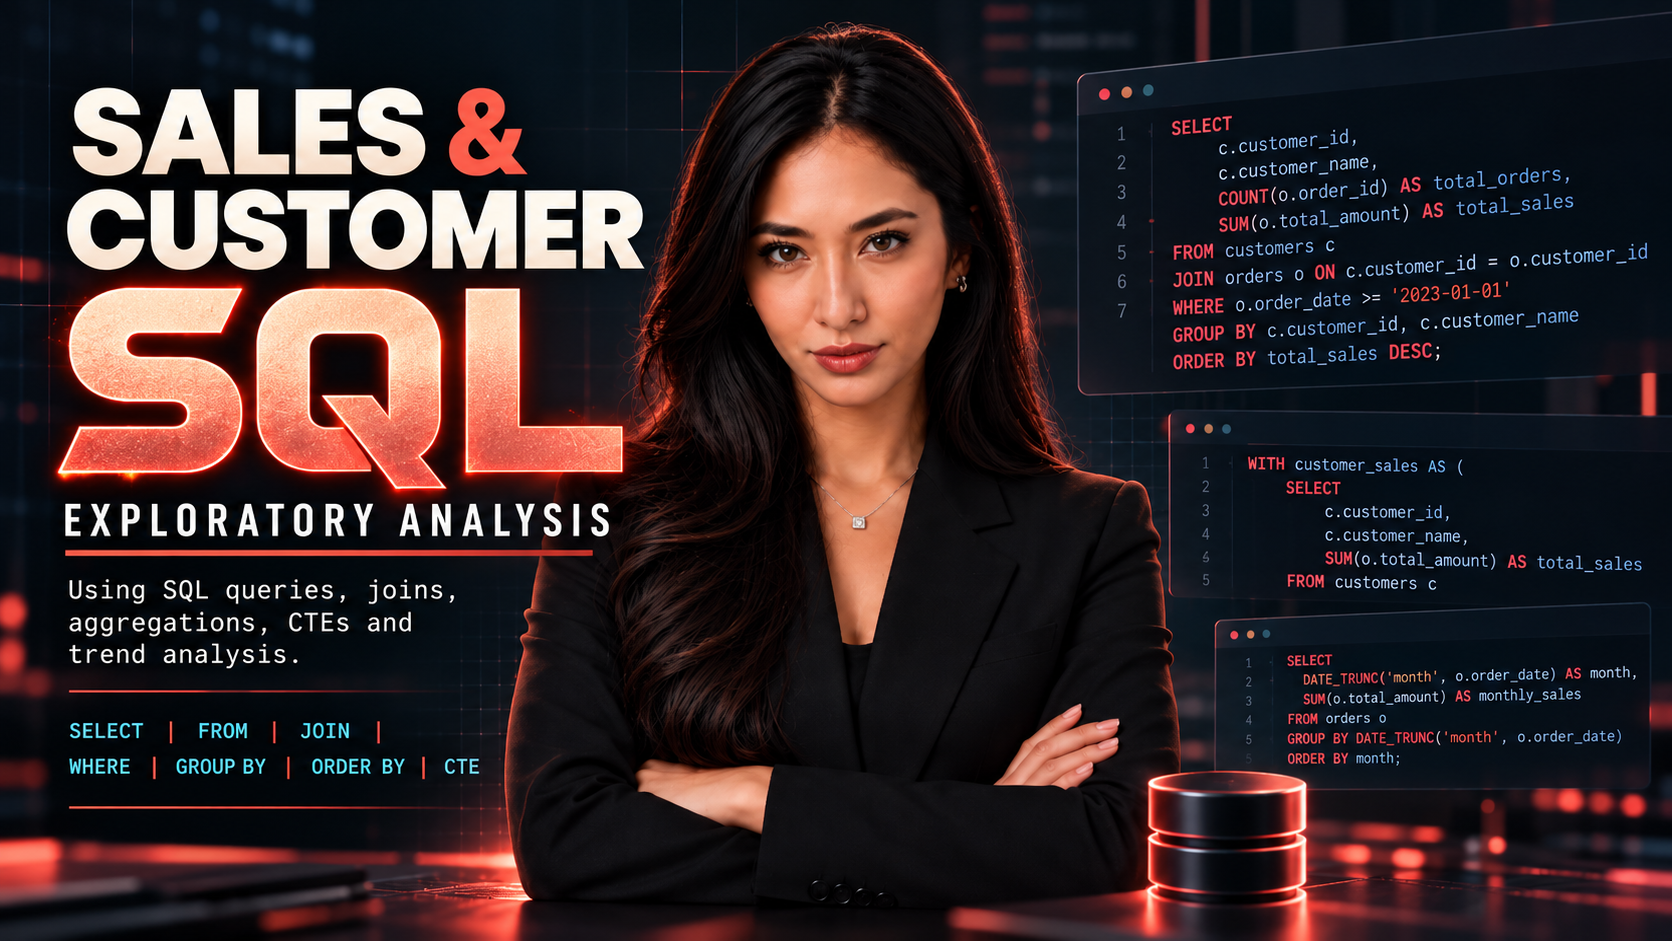 SALES &
CUSTOMER
SQL
EXPLORATORY ANALYSIS
Using SQL queries, joins,
aggregations, CTEs and
trend analysis.
SELECT | FROM | JOIN |
WHERE | GROUP BY | ORDER BY | CTE
1 SELECT
2 c.customer_id,
c.customer_name,
3 COUNT(o.order_id) AS total_orders,
4 SUM(o.total_amount) AS total_sales
5 FROM customers c
6 JOIN orders o ON c.customer_id = o.customer_id
7 WHERE o.order_date >= '2023-01-01'
GROUP BY c.customer_id, c.customer_name
ORDER BY total_sales DESC;
1 WITH customer_sales AS (
2 SELECT
3 c.customer_id,
4 c.customer_name,
6 SUM(o.total_amount) AS total_sales
5 FROM customers c
1 SELECT
2 DATE_TRUNC('month', o.order_date) AS month,
3 SUM(o.total_amount) AS monthly_sales
4 FROM orders o
5 GROUP BY DATE_TRUNC('month', o.order_date)
5 ORDER BY month;